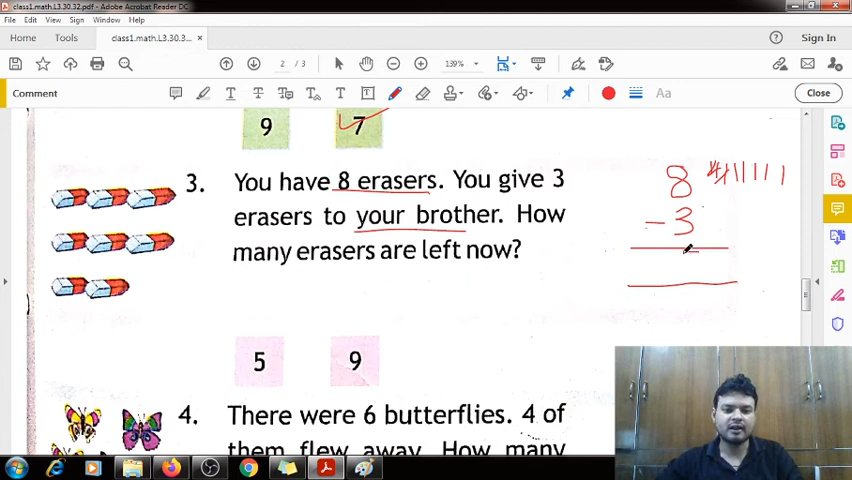 class1.math.L3.30.32.pdf - Adobe Acrobat Reader DC
File Edit View Sign Window Help
Home Tools class1.math.L3.30.3... × Sign In
2 / 3 139%
Comment Aa Close
9 7
3. You have 8 erasers. You give 3
erasers to your brother. How
many erasers are left now?
8
-3
5 9
4. There were 6 butterflies. 4 of
them flew away. How many